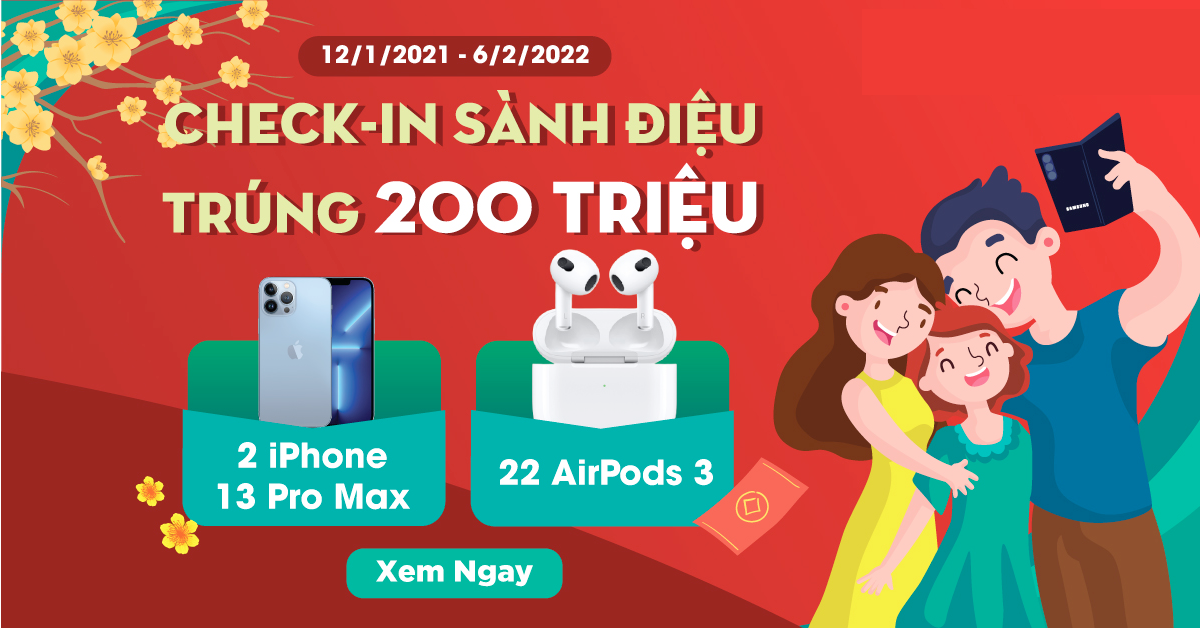 12/1/2021 - 6/2/2022
CHECK-IN SÀNH ĐIỆU
TRÚNG 200 TRIỆU
2 iPhone
13 Pro Max
22 AirPods 3
Xem Ngay
SAMSUNG